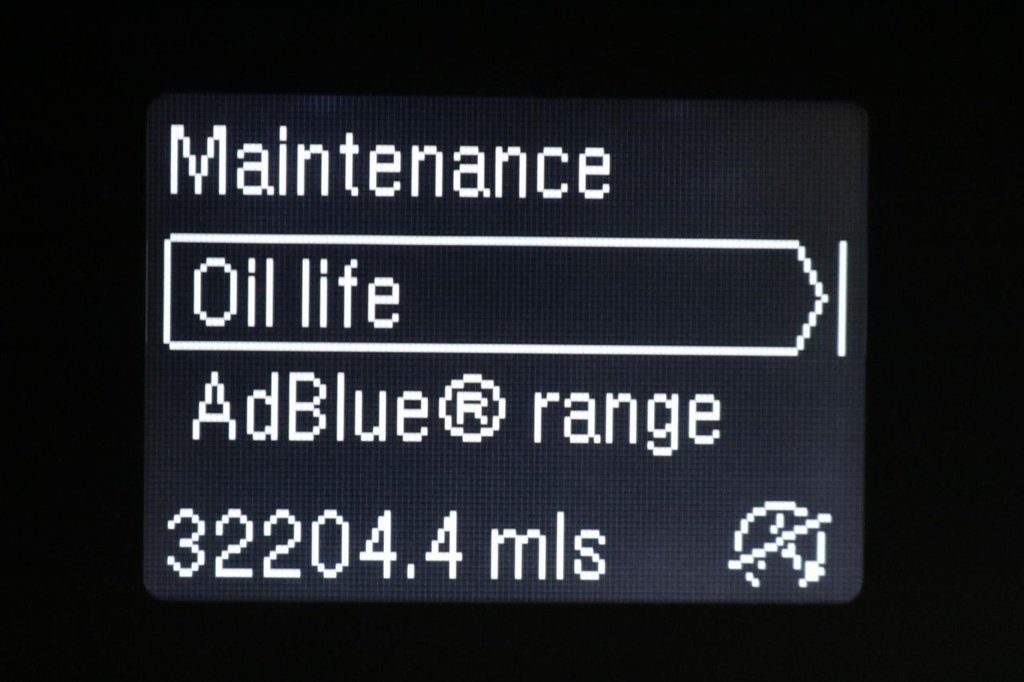 Maintenance
Oil life
AdBlue® range
32204.4 mls